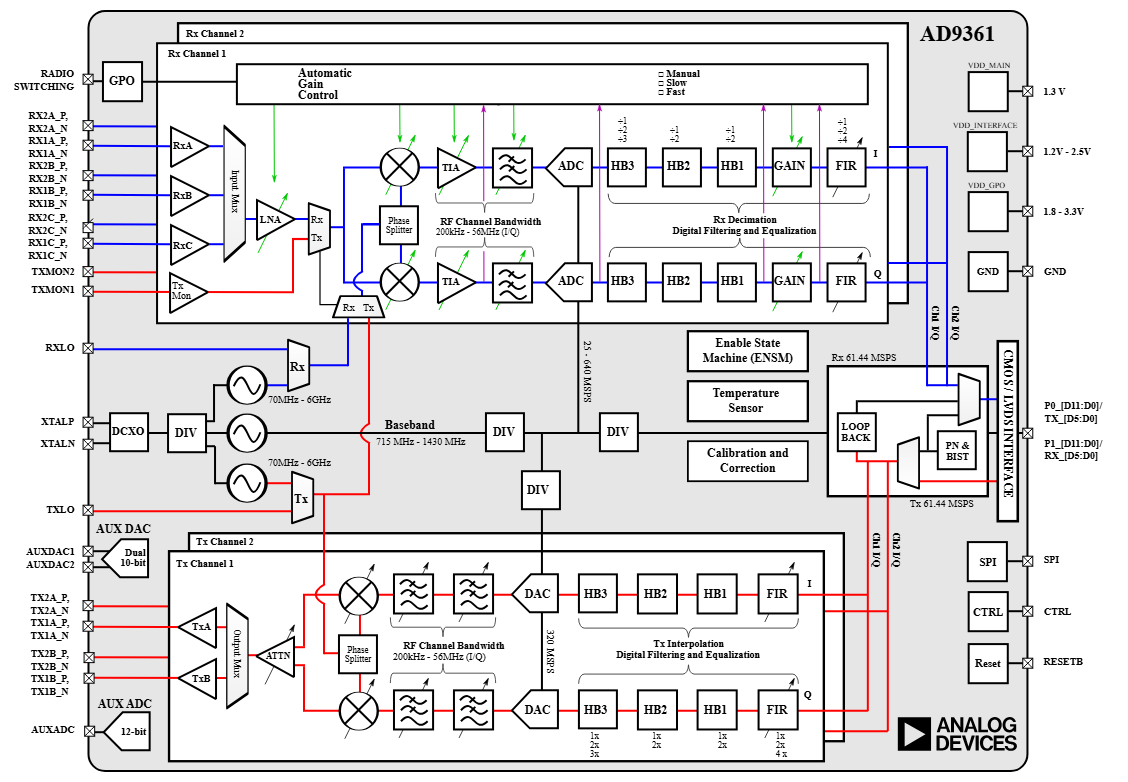 AD9361
Rx Channel 2
Rx Channel 1
RADIO
SWITCHING
GPO
Automatic
Gain
Control
□ Manual
□ Slow
□ Fast
VDD_MAIN
1.3 V
VDD_INTERFACE
1.2V - 2.5V
VDD_GPO
1.8 - 3.3V
GND
GND
RX2A_P,
RX2A_N
RX1A_P,
RX1A_N
RX2B_P,
RX2B_N
RX1B_P,
RX1B_N
RX2C_P,
RX2C_N
RX1C_P,
RX1C_N
TXMON2
TXMON1
RxA
RxB
RxC
Tx
Mon
Input Mux
LNA
Rx
Tx
Phase
Splitter
Rx Tx
TIA
ADC
÷1
÷2
÷3
HB3
÷1
÷2
HB2
÷1
÷2
HB1
GAIN
÷1
÷2
÷4
FIR
I
RF Channel Bandwidth
200kHz - 56MHz (I/Q)
Rx Decimation
Digital Filtering and Equalization
TIA
ADC
HB3
HB2
HB1
GAIN
FIR
Q
Ch1 I/Q
Ch2 I/Q
25 - 640 MSPS
Enable State
Machine (ENSM)
Temperature
Sensor
Calibration and
Correction
RXLO
Rx
70MHz - 6GHz
XTALP
XTALN
DCXO
DIV
Baseband
715 MHz - 1430 MHz
DIV
DIV
DIV
70MHz - 6GHz
Tx
TXLO
Rx 61.44 MSPS
LOOP
BACK
PN &
BIST
Tx 61.44 MSPS
CMOS / LVDS INTERFACE
P0_[D11:D0]/
TX_[D5:D0]
P1_[D11:D0]/
RX_[D5:D0]
AUX DAC
AUXDAC1
AUXDAC2
Dual
10-bit
Tx Channel 2
Tx Channel 1
Ch1 I/Q
Ch2 I/Q
SPI
SPI
CTRL
CTRL
Reset
RESETB
TX2A_P,
TX2A_N
TX1A_P,
TX1A_N
TX2B_P,
TX2B_N
TX1B_P,
TX1B_N
TxA
TxB
Output Mux
ATTN
Phase
Splitter
DAC
HB3
HB2
HB1
FIR
I
RF Channel Bandwidth
200kHz - 56MHz (I/Q)
320 MSPS
Tx Interpolation
Digital Filtering and Equalization
DAC
HB3
HB2
HB1
FIR
Q
1x
2x
3x
1x
2x
1x
2x
1x
2x
4 x
AUX ADC
AUXADC
12-bit
ANALOG
DEVICES